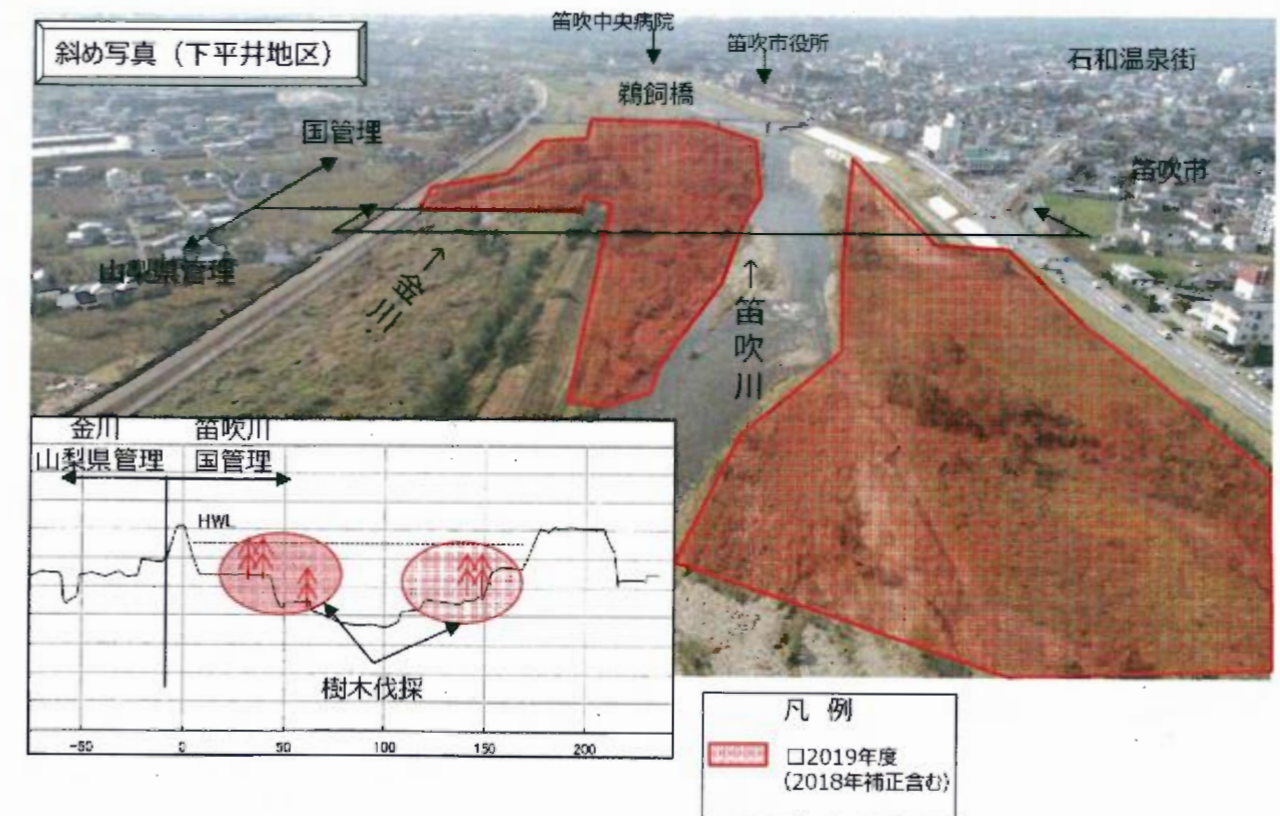 斜め写真（下平井地区）
笛吹中央病院
笛吹市役所
石和温泉街
鵜飼橋
国管理
笛吹市
山梨県管理
←金川
←笛吹川
金川 笛吹川
山梨県管理 国管理
HWL
樹木伐採
-50 0 50 100 150 200
凡 例
□2019年度
（2018年補正含む）